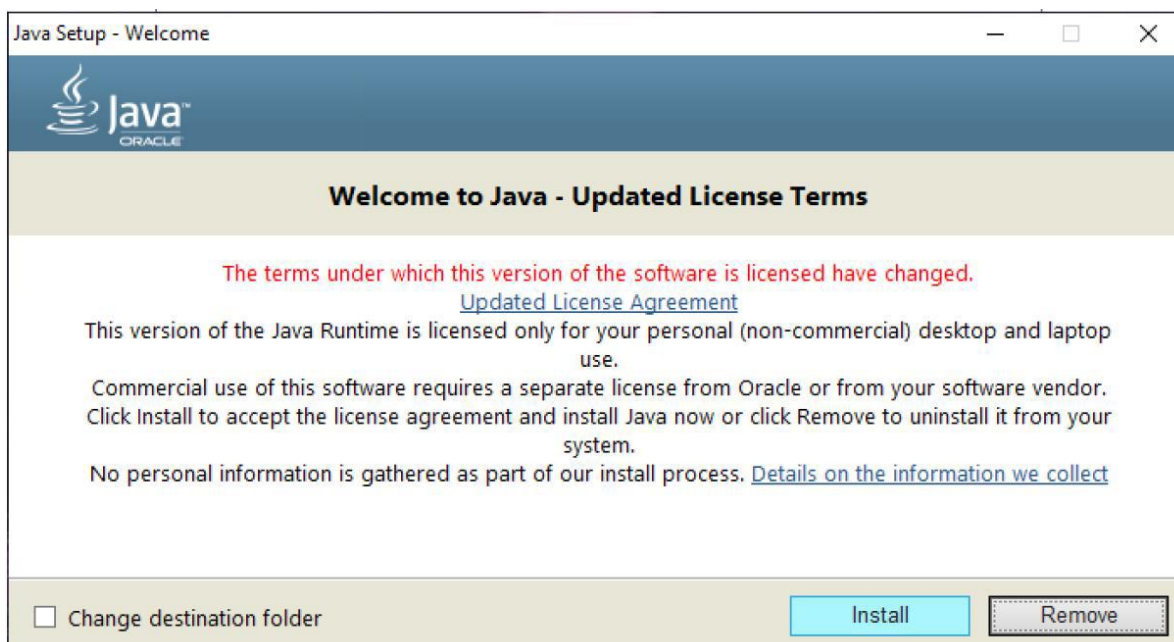 Java Setup - Welcome
Java™
ORACLE
Welcome to Java - Updated License Terms
The terms under which this version of the software is licensed have changed.
Updated License Agreement
This version of the Java Runtime is licensed only for your personal (non-commercial) desktop and laptop
use.
Commercial use of this software requires a separate license from Oracle or from your software vendor.
Click Install to accept the license agreement and install Java now or click Remove to uninstall it from your
system.
No personal information is gathered as part of our install process. Details on the information we collect
Change destination folder
Install
Remove